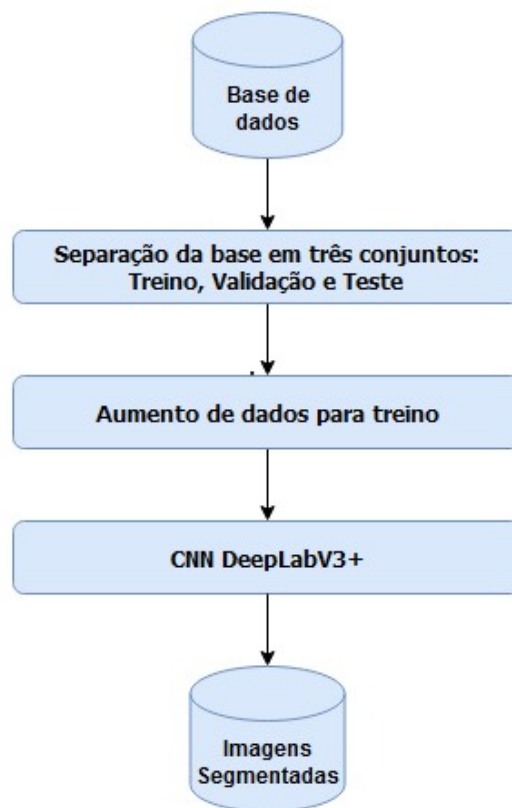 Base de
dados
Separação da base em três conjuntos:
Treino, Validação e Teste
Aumento de dados para treino
CNN DeepLabV3+
Imagens
Segmentadas